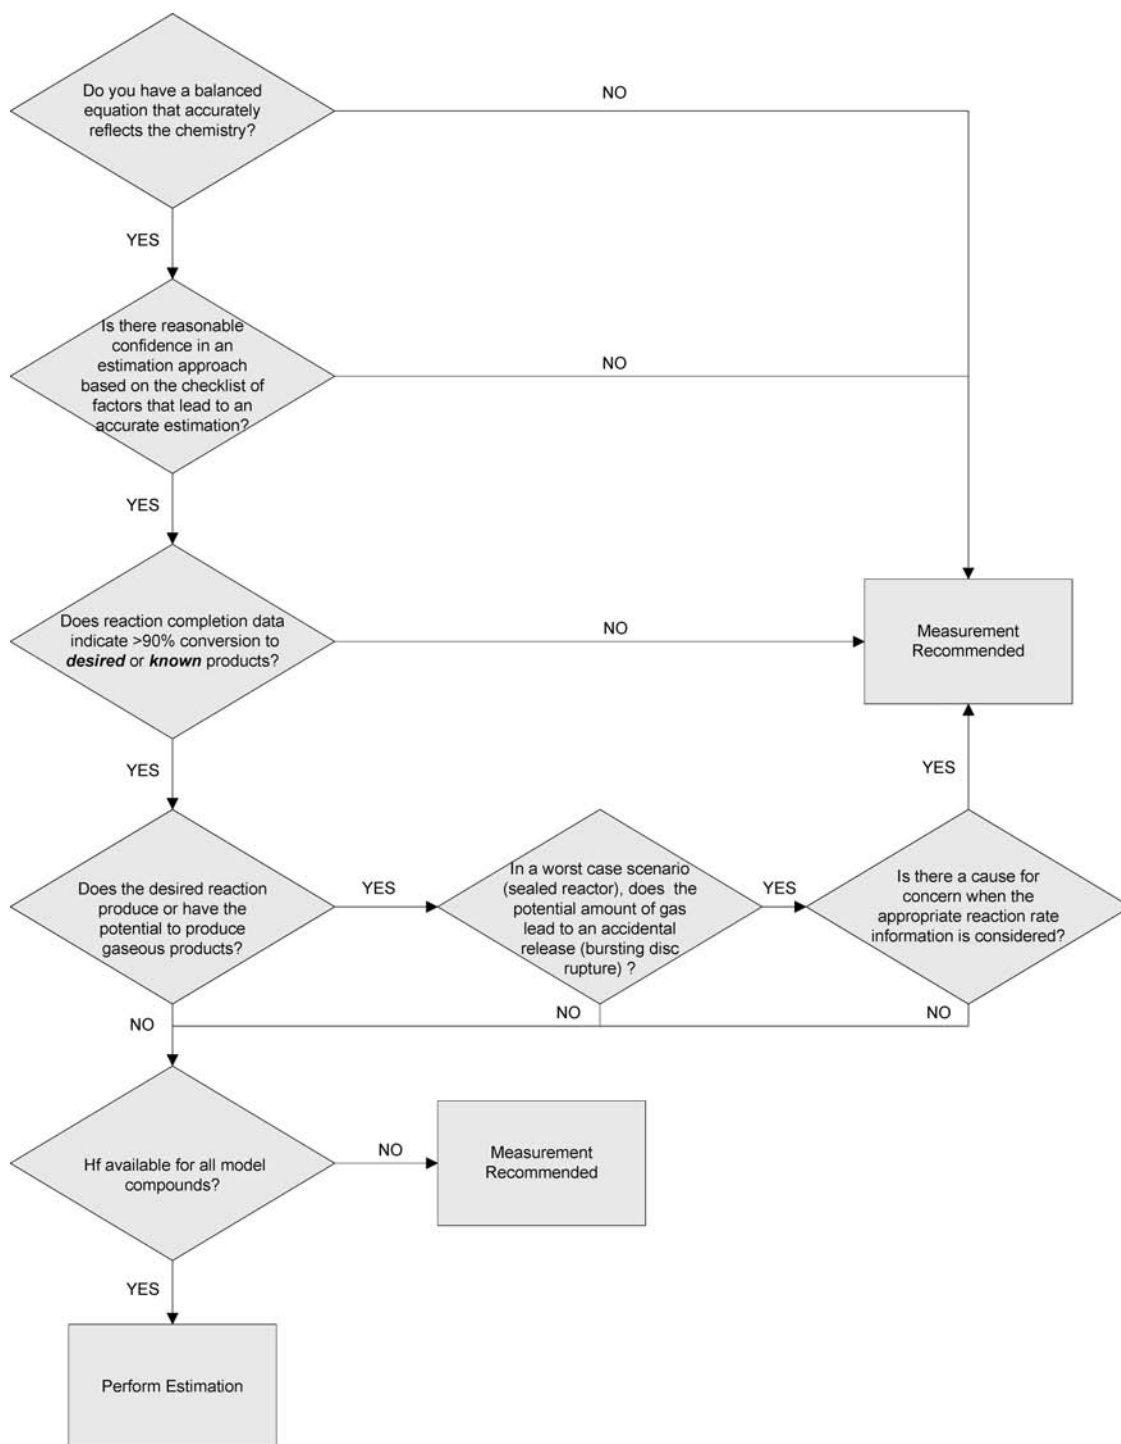 Do you have a balanced
equation that accurately
reflects the chemistry?
NO
YES
Is there reasonable
confidence in an
estimation approach
based on the checklist of
factors that lead to an
accurate estimation?
NO
YES
Does reaction completion data
indicate >90% conversion to
desired or known products?
NO
Measurement
Recommended
YES
YES
Does the desired reaction
produce or have the
potential to produce
gaseous products?
YES
In a worst case scenario
(sealed reactor), does the
potential amount of gas
lead to an accidental
release (bursting disc
rupture) ?
YES
Is there a cause for
concern when the
appropriate reaction rate
information is considered?
NO
NO
NO
Hf available for all model
compounds?
NO
Measurement
Recommended
YES
Perform Estimation